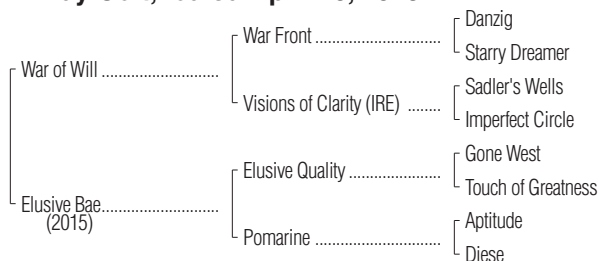 Danzig
War Front
Starry Dreamer
War of Will
Sadler's Wells
Visions of Clarity (IRE)
Imperfect Circle
Gone West
Elusive Quality
Touch of Greatness
Elusive Bae
(2015)
Aptitude
Pomarine
Diese